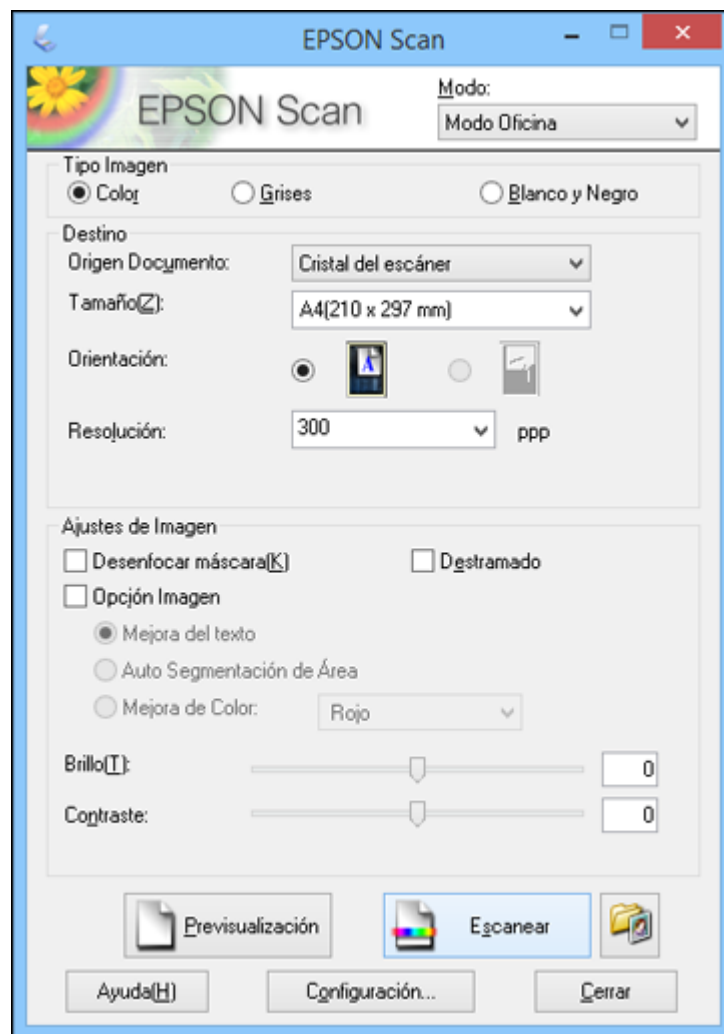 EPSON Scan
EPSON Scan
Modo:
Modo Oficina
Tipo Imagen
Color Grises Blanco y Negro
Destino
Origen Documento: Cristal del escáner
Tamaño(Z): A4(210 x 297 mm)
Orientación: A
Resolución: 300 ppp
Ajustes de Imagen
Desenfocar máscara(K) Destramado
Opción Imagen
Mejora del texto
Auto Segmentación de Área
Mejora de Color: Rojo
Brillo(T): 0
Contraste: 0
Previsualización Escanear
Ayuda(H) Configuración... Cerrar